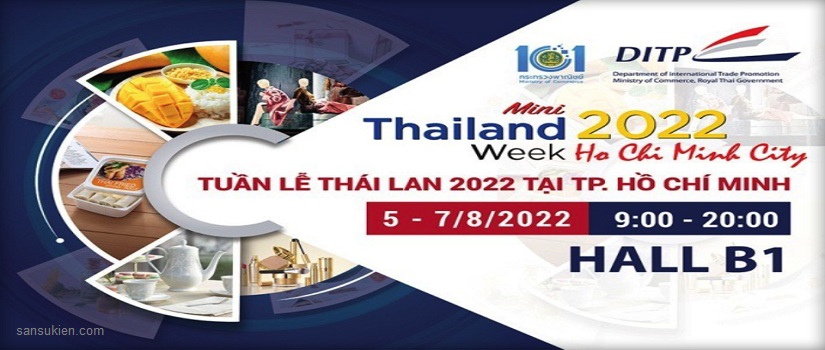 101
กระทรวงพาณิชย์
Ministry of Commerce
DITP
Department of International Trade Promotion
Ministry of Commerce, Royal Thai Government
Mini
Thailand 2022
Week Ho Chi Minh City
TUẦN LỄ THÁI LAN 2022 TẠI TP. HỒ CHÍ MINH
5 - 7/8/2022 9:00 - 20:00
HALL B1
sansukien.com